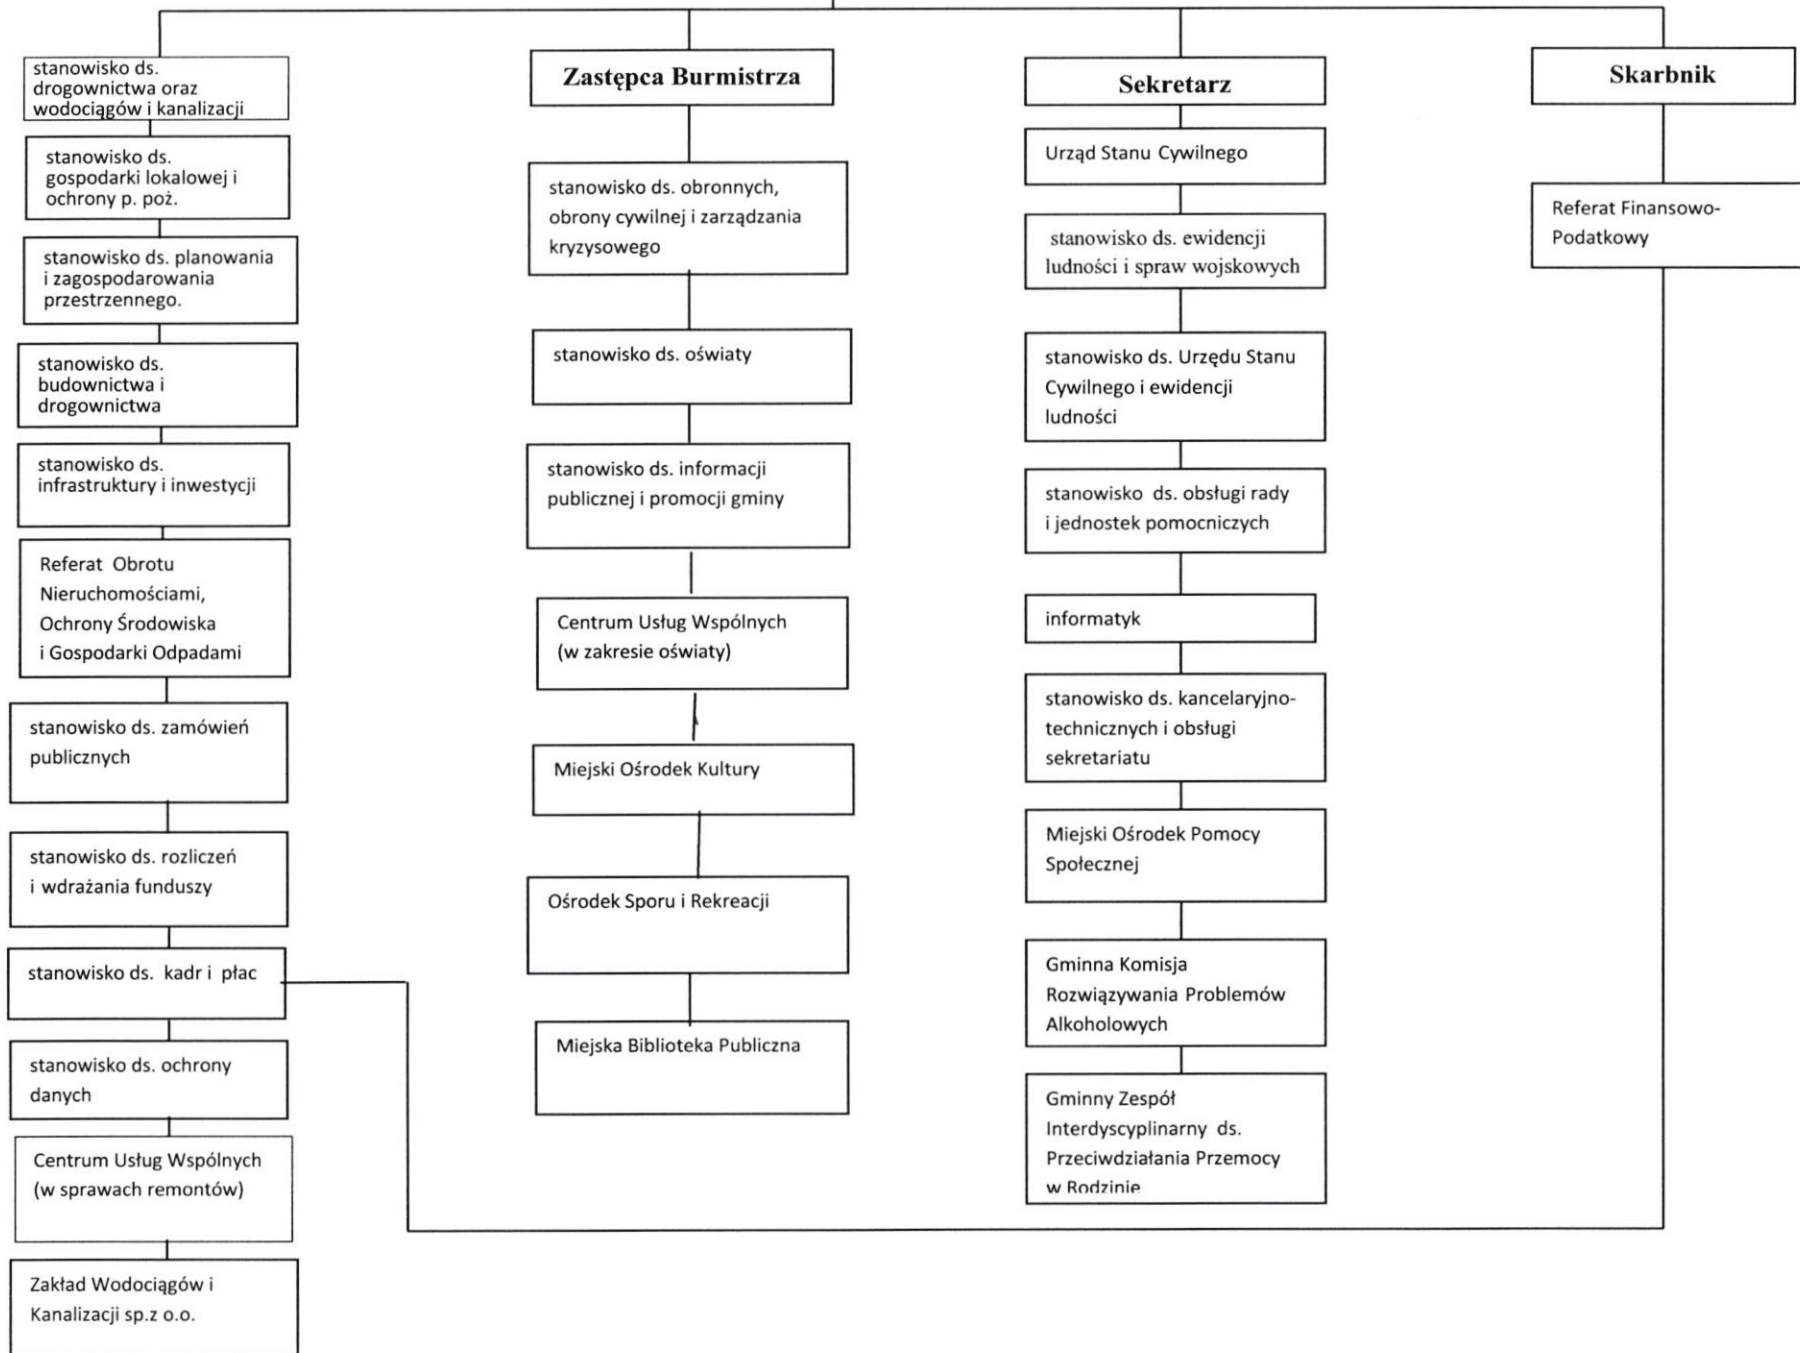 stanowisko ds.
drogownictwa oraz
wodociągów i kanalizacji
stanowisko ds.
gospodarki lokalowej i
ochrony p. poż.
stanowisko ds. planowania
i zagospodarowania
przestrzennego.
stanowisko ds.
budownictwa i
drogownictwa
stanowisko ds.
infrastruktury i inwestycji
Referat Obrotu
Nieruchomościami,
Ochrony Środowiska
i Gospodarki Odpadami
stanowisko ds. zamówień
publicznych
stanowisko ds. rozliczeń
i wdrażania funduszy
stanowisko ds. kadr i płac
stanowisko ds. ochrony
danych
Centrum Usług Wspólnych
(w sprawach remontów)
Zakład Wodociągów i
Kanalizacji sp.z o.o.
Zastępca Burmistrza
stanowisko ds. obronnych,
obrony cywilnej i zarządzania
kryzysowego
stanowisko ds. oświaty
stanowisko ds. informacji
publicznej i promocji gminy
Centrum Usług Wspólnych
(w zakresie oświaty)
Miejski Ośrodek Kultury
Ośrodek Sporu i Rekreacji
Miejska Biblioteka Publiczna
Sekretarz
Urząd Stanu Cywilnego
stanowisko ds. ewidencji
ludności i spraw wojskowych
stanowisko ds. Urzędu Stanu
Cywilnego i ewidencji
ludności
stanowisko ds. obsługi rady
i jednostek pomocniczych
informatyk
stanowisko ds. kancelaryjno-
technicznych i obsługi
sekretariatu
Miejski Ośrodek Pomocy
Społecznej
Gminna Komisja
Rozwiązywania Problemów
Alkoholowych
Gminny Zespół
Interdyscyplinarny ds.
Przeciwdziałania Przemocy
w Rodzinie
Skarbnik
Referat Finansowo-
Podatkowy